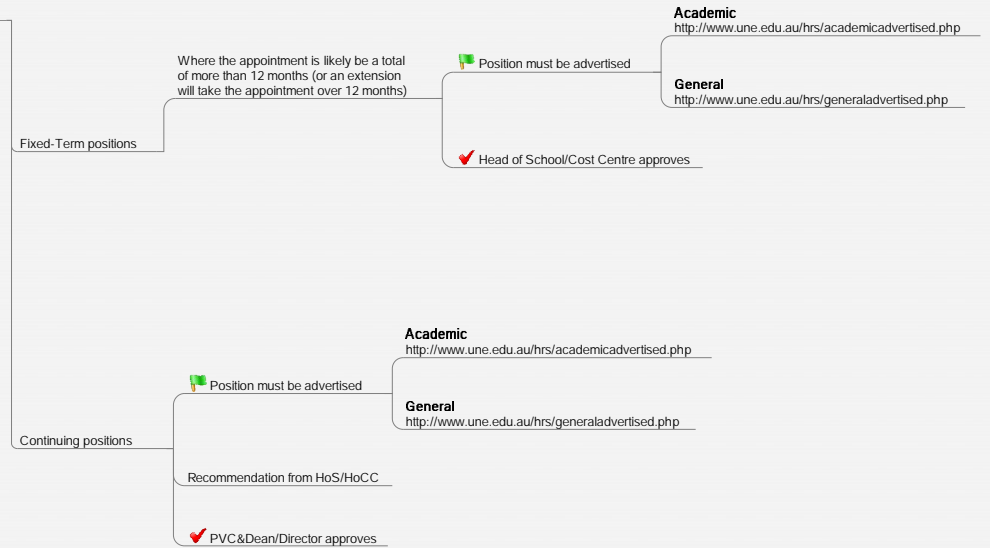 Academic
http://www.une.edu.au/hrs/academicadvertised.php
Where the appointment is likely be a total
of more than 12 months (or an extension
will take the appointment over 12 months)
Position must be advertised
General
http://www.une.edu.au/hrs/generaladvertised.php
Fixed-Term positions
Head of School/Cost Centre approves
Academic
http://www.une.edu.au/hrs/academicadvertised.php
Position must be advertised
General
http://www.une.edu.au/hrs/generaladvertised.php
Continuing positions
Recommendation from HoS/HoCC
PVC&Dean/Director approves